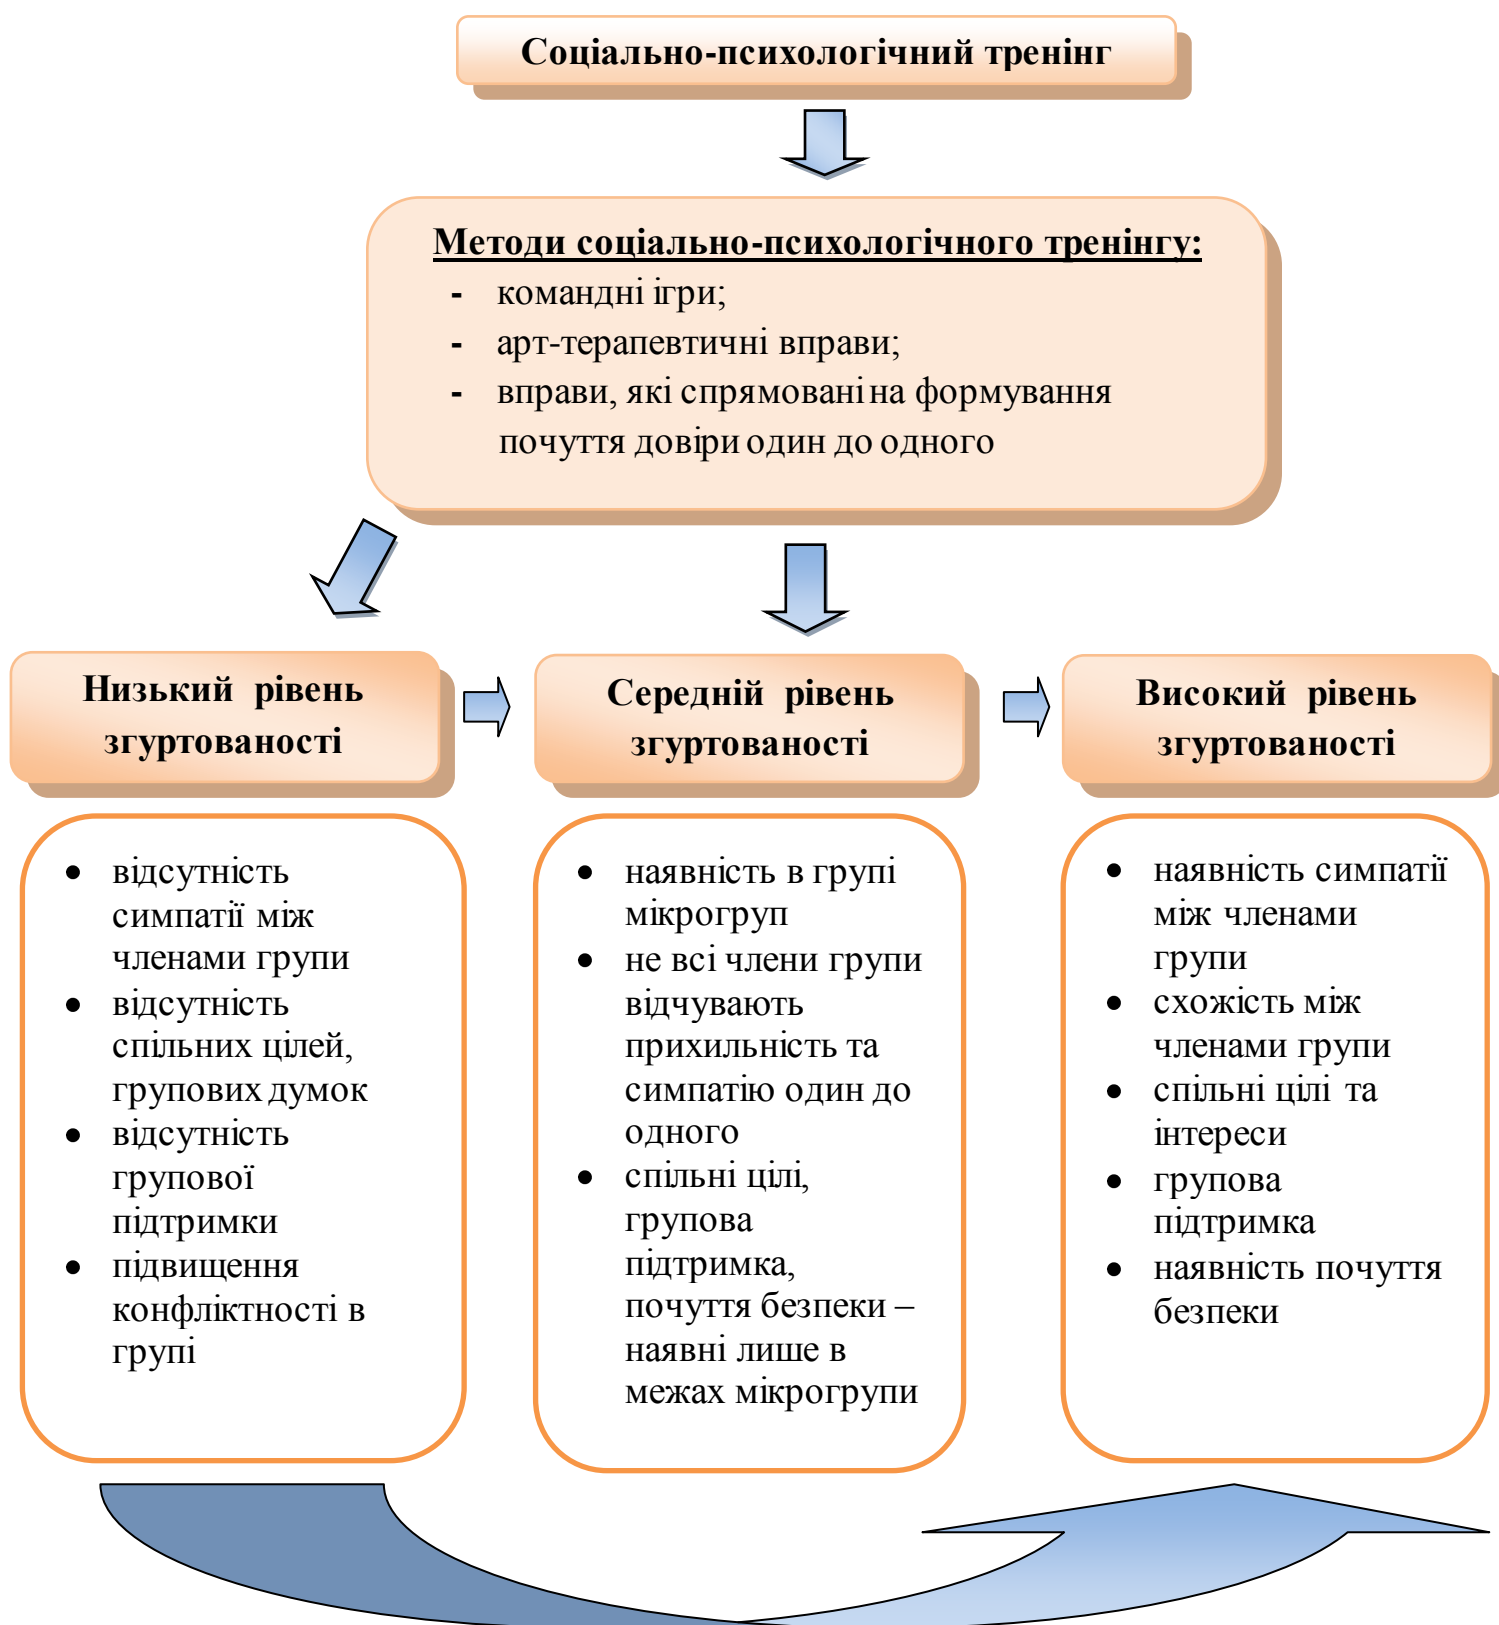 Соціально-психологічний тренінг
Методи соціально-психологічного тренінгу:
- командні ігри;
- арт-терапевтичні вправи;
- вправи, які спрямовані на формування
почуття довіри один до одного
Низький рівень
згуртованості
Середній рівень
згуртованості
Високий рівень
згуртованості
• відсутність
симпатії між
членами групи
• відсутність
спільних цілей,
групових думок
• відсутність
групової
підтримки
• підвищення
конфліктності в
групі
• наявність в групі
мікрогруп
• не всі члени групи
відчувають
прихильність та
симпатію один до
одного
• спільні цілі,
групова
підтримка,
почуття безпеки –
наявні лише в
межах мікрогрупи
• наявність симпатії
між членами
групи
• схожість між
членами групи
• спільні цілі та
інтереси
• групова
підтримка
• наявність почуття
безпеки